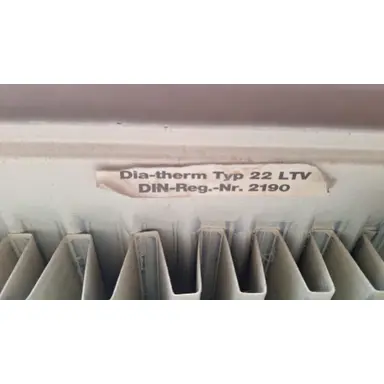 Dia-therm Typ 22 LTV
DIN-Reg.-Nr. 2190